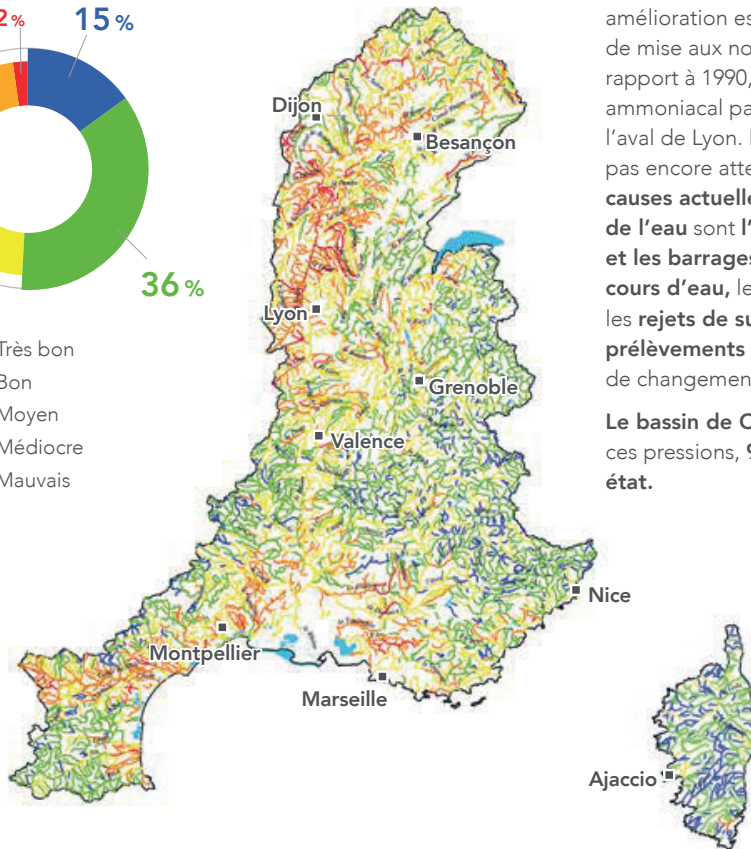 2 %
15 %
36 %
Très bon
Bon
Moyen
Médiocre
Mauvais
Dijon
Besançon
Lyon
Grenoble
Valence
Nice
Montpellier
Marseille
Ajaccio
amélioration es
de mise aux no
rapport à 1990,
ammoniacal pa
l’aval de Lyon.
pas encore atte
causes actuelle
de l’eau sont l’
et les barrages
cours d’eau, le
les rejets de su
prélèvements
de changemen
Le bassin de C
ces pressions, 9
état.